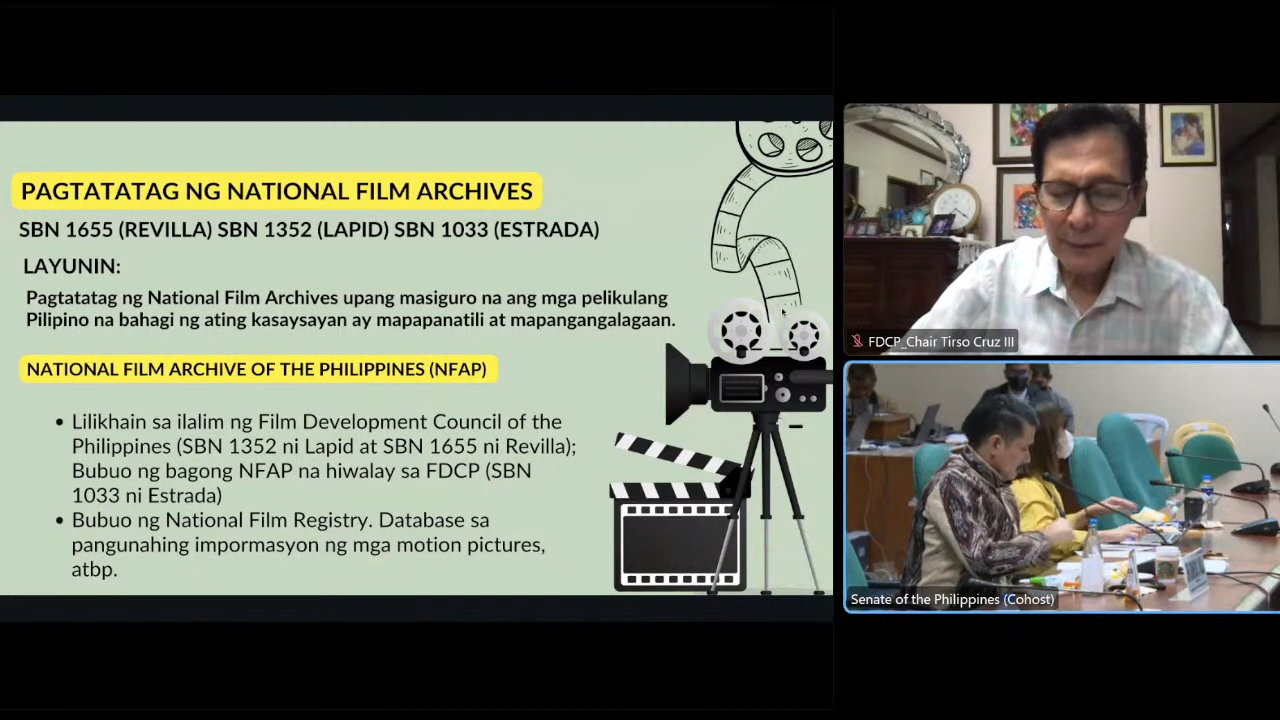 PAGTATATAG NG NATIONAL FILM ARCHIVES
SBN 1655 (REVILLA) SBN 1352 (LAPID) SBN 1033 (ESTRADA)
LAYUNIN:
Pagtatatag ng National Film Archives upang masiguro na ang mga pelikulang
Pilipino na bahagi ng ating kasaysayan ay mapapanatili at mapangangalagaan.
NATIONAL FILM ARCHIVE OF THE PHILIPPINES (NFAP)
• Lilikhain sa ilalim ng Film Development Council of the
Philippines (SBN 1352 ni Lapid at SBN 1655 ni Revilla);
Bubuo ng bagong NFAP na hiwalay sa FDCP (SBN
1033 ni Estrada)
• Bubuo ng National Film Registry. Database sa
pangunahing impormasyon ng mga motion pictures,
atbp.
FDCP_Chair Tirso Cruz III
Senate of the Philippines (Cohost)